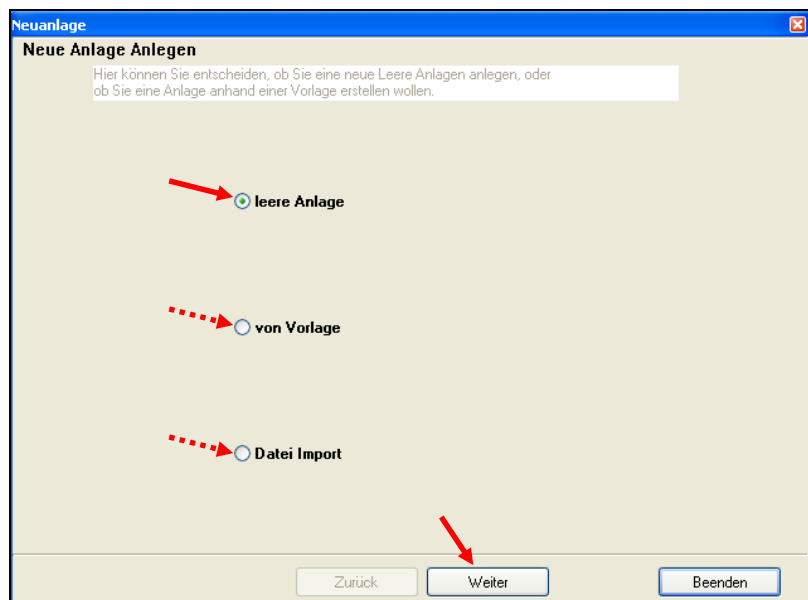 Neuanlage
Neue Anlage Anlegen
Hier können Sie entscheiden, ob Sie eine neue Leere Anlagen anlegen, oder
ob Sie eine Anlage anhand einer Vorlage erstellen wollen.
leere Anlage
von Vorlage
Datei Import
Zurück Weiter Beenden